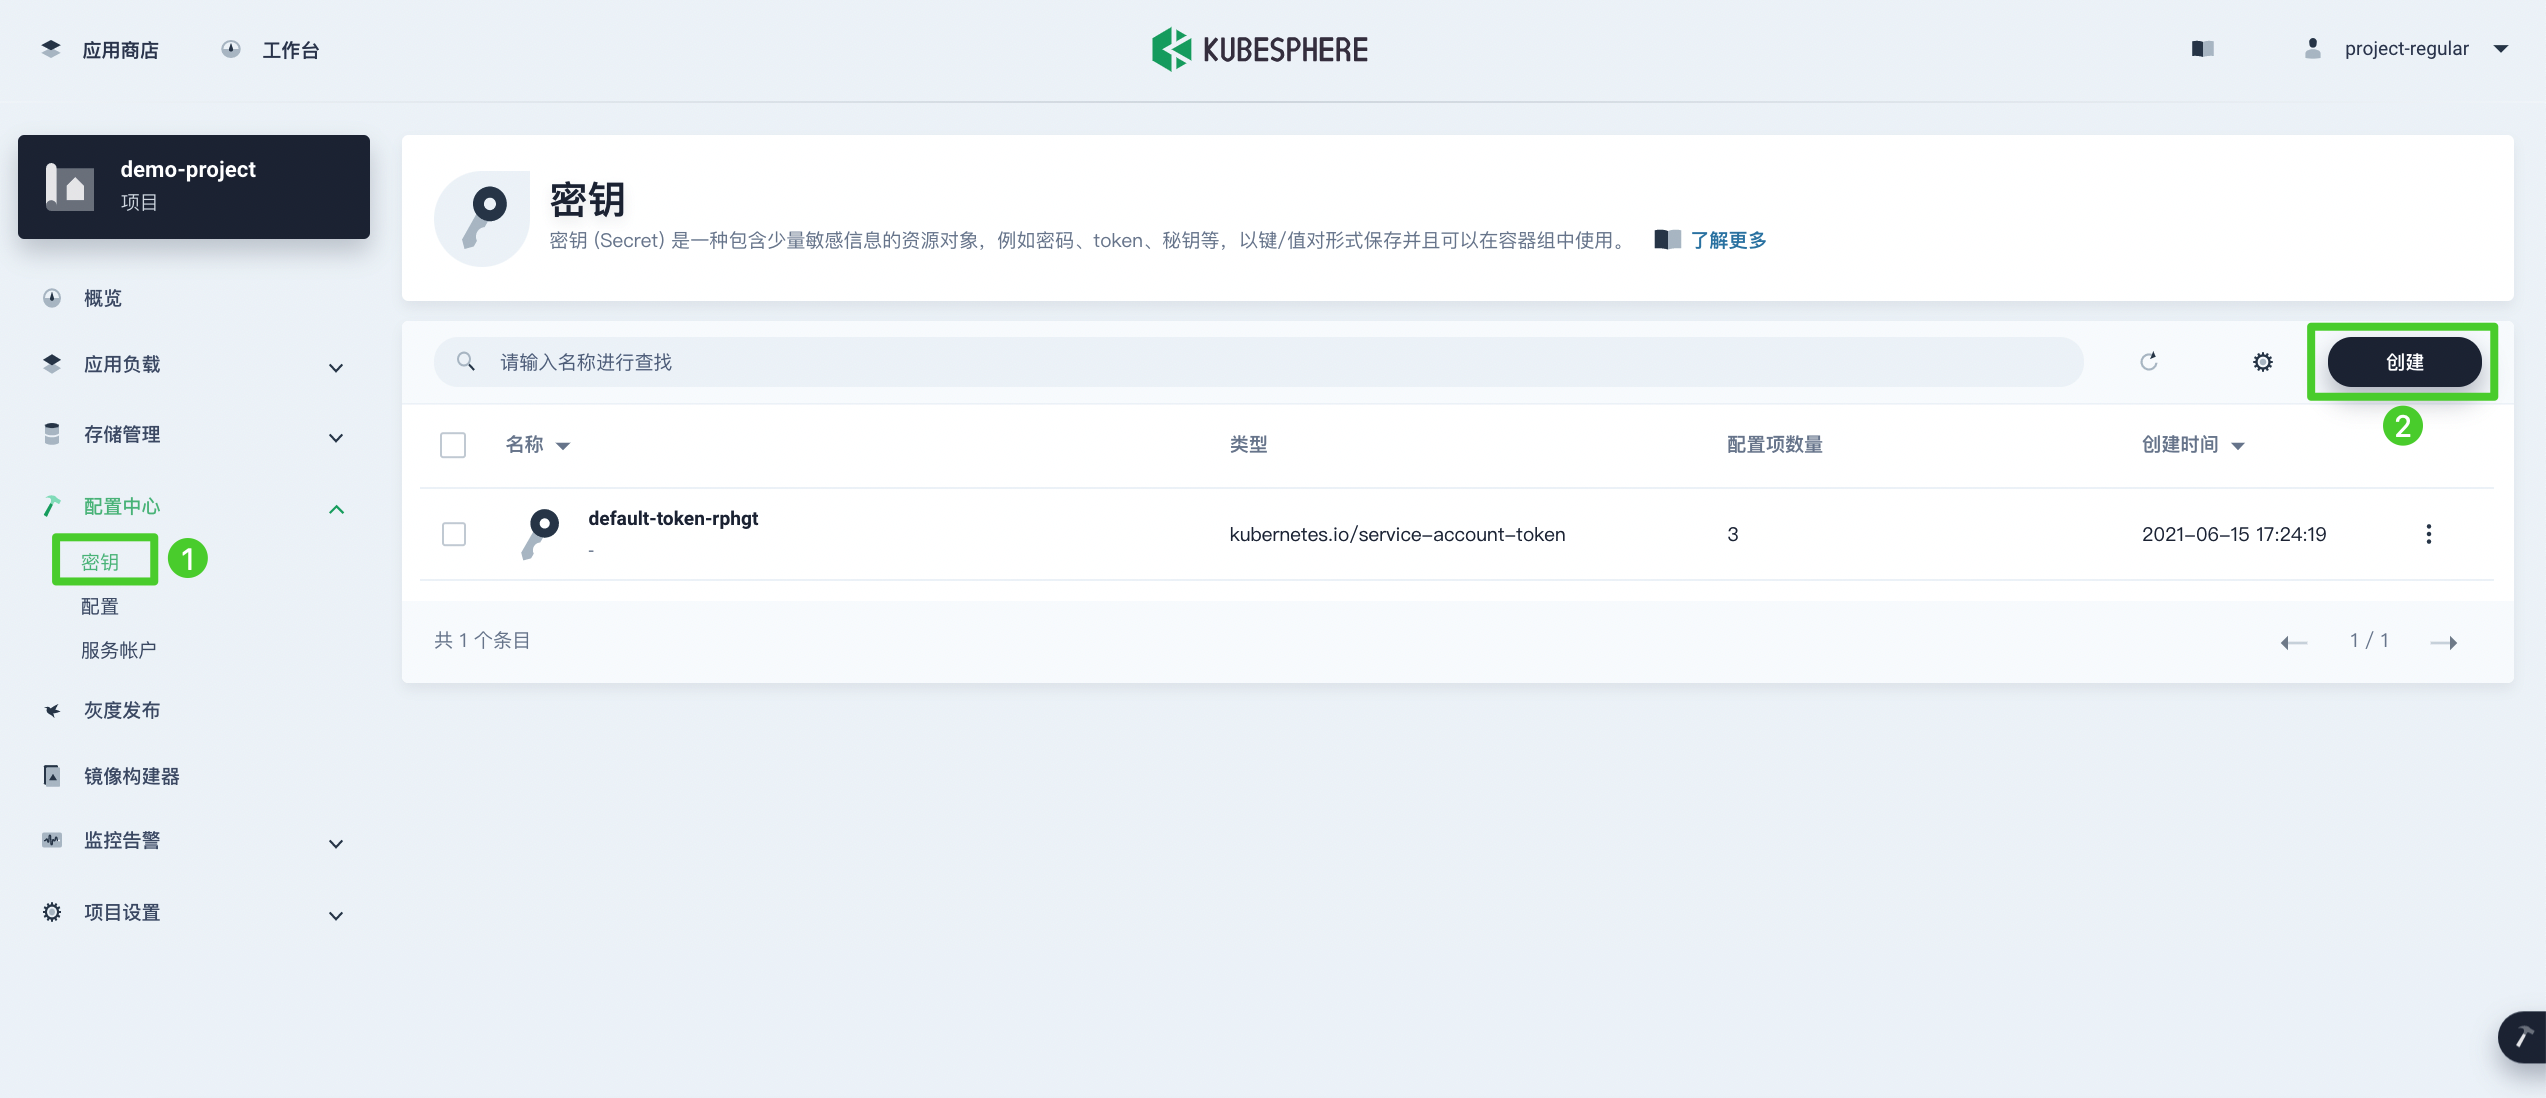 应用商店
工作台
KUBESPHERE
project-regular
demo-project
项目
概览
应用负载
存储管理
配置中心
密钥
1
配置
服务帐户
灰度发布
镜像构建器
监控告警
项目设置
密钥
密钥 (Secret) 是一种包含少量敏感信息的资源对象，例如密码、token、秘钥等，以键/值对形式保存并且可以在容器组中使用。 了解更多
请输入名称进行查找
创建
2
名称 类型 配置项数量 创建时间
default-token-rphgt
-
kubernetes.io/service-account-token
3
2021-06-15 17:24:19
共 1 个条目
1 / 1